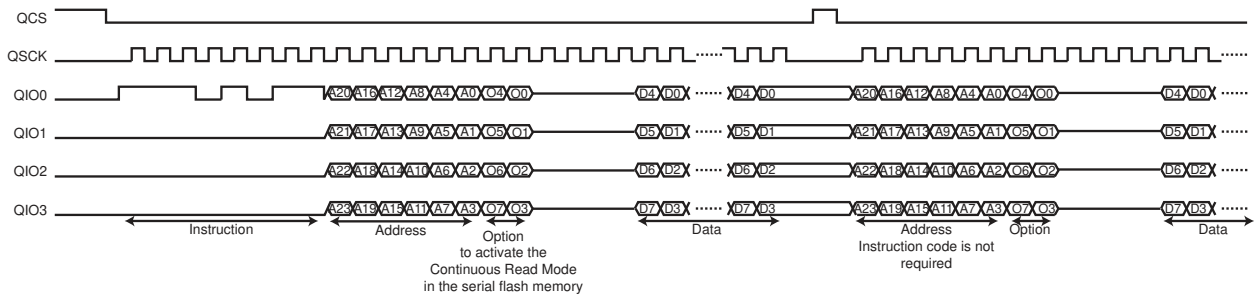 QCS
QSCK
QIO0 A20 A16 A12 A8 A4 A0 O4 O0 D4 D0 D4 D0 A20 A16 A12 A8 A4 A0 O4 O0 D4 D0
QIO1 A21 A17 A13 A9 A5 A1 O5 O1 D5 D1 D5 D1 A21 A17 A13 A9 A5 A1 O5 O1 D5 D1
QIO2 A22 A18 A14 A10 A6 A2 O6 O2 D6 D2 D6 D2 A22 A18 A14 A10 A6 A2 O6 O2 D6 D2
QIO3 A23 A19 A15 A11 A7 A3 O7 O3 D7 D3 D7 D3 A23 A19 A15 A11 A7 A3 O7 O3 D7 D3
Instruction
Address
Option
to activate the
Continuous Read Mode
in the serial flash memory
Data
Address
Instruction code is not
required
Option
Data